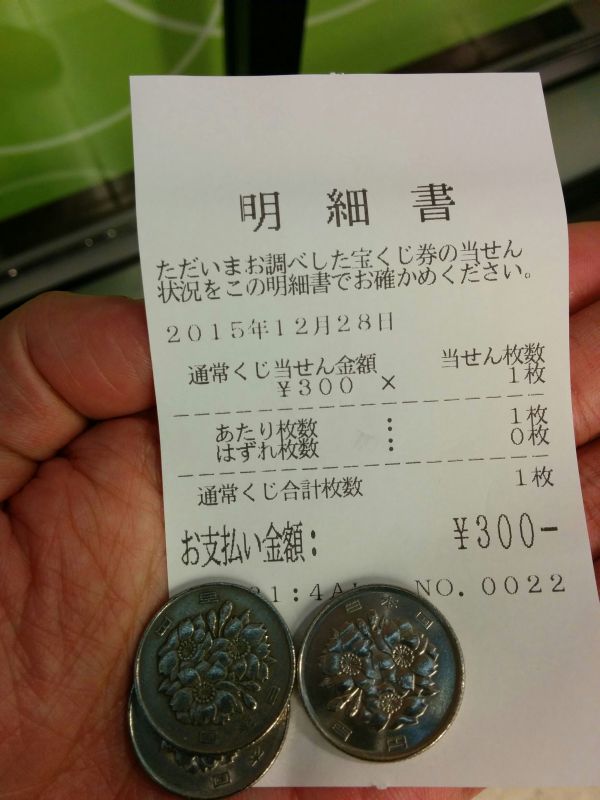 明 細 書
ただいまお調べした宝くじ券の当せん
状況をこの明細書でお確かめください。
2015年12月28日
通常くじ当せん金額 当せん枚数
¥300 × 1枚
あたり枚数 : 1枚
はずれ枚数 : 0枚
通常くじ合計枚数 1枚
お支払い金額: ¥300-
NO.0022
日本国
百円